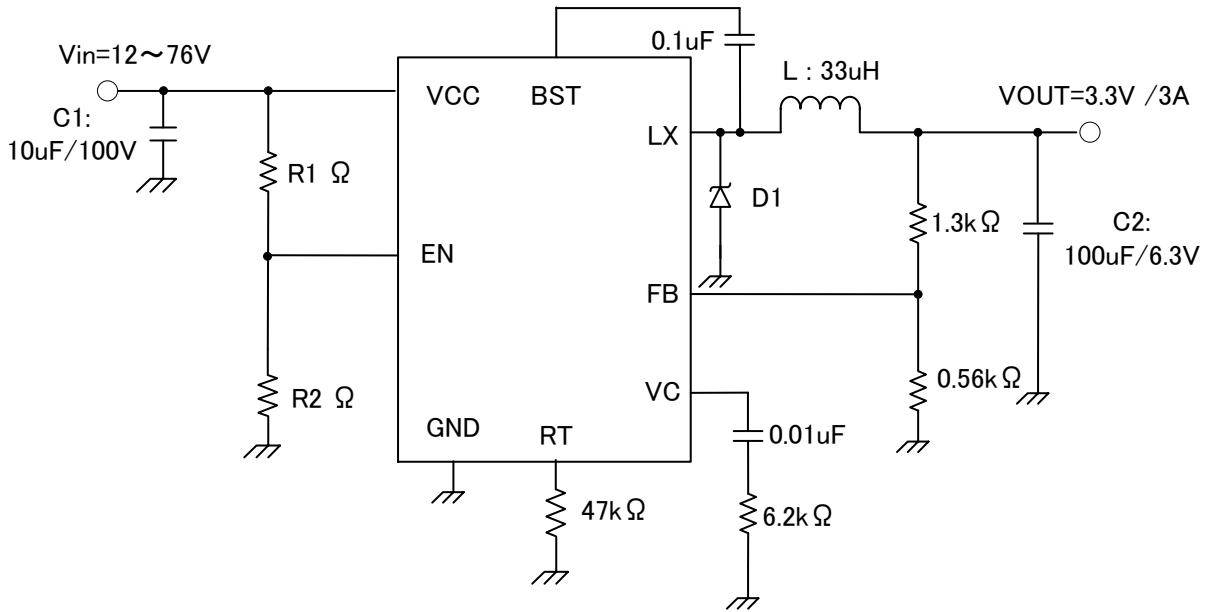 Vin=12～76V
C1:
10uF/100V
R1 Ω
R2 Ω
VCC
BST
EN
GND
RT
LX
FB
VC
0.1uF
L : 33uH
VOUT=3.3V /3A
D1
1.3kΩ
C2:
100uF/6.3V
0.56kΩ
0.01uF
6.2kΩ
47kΩ